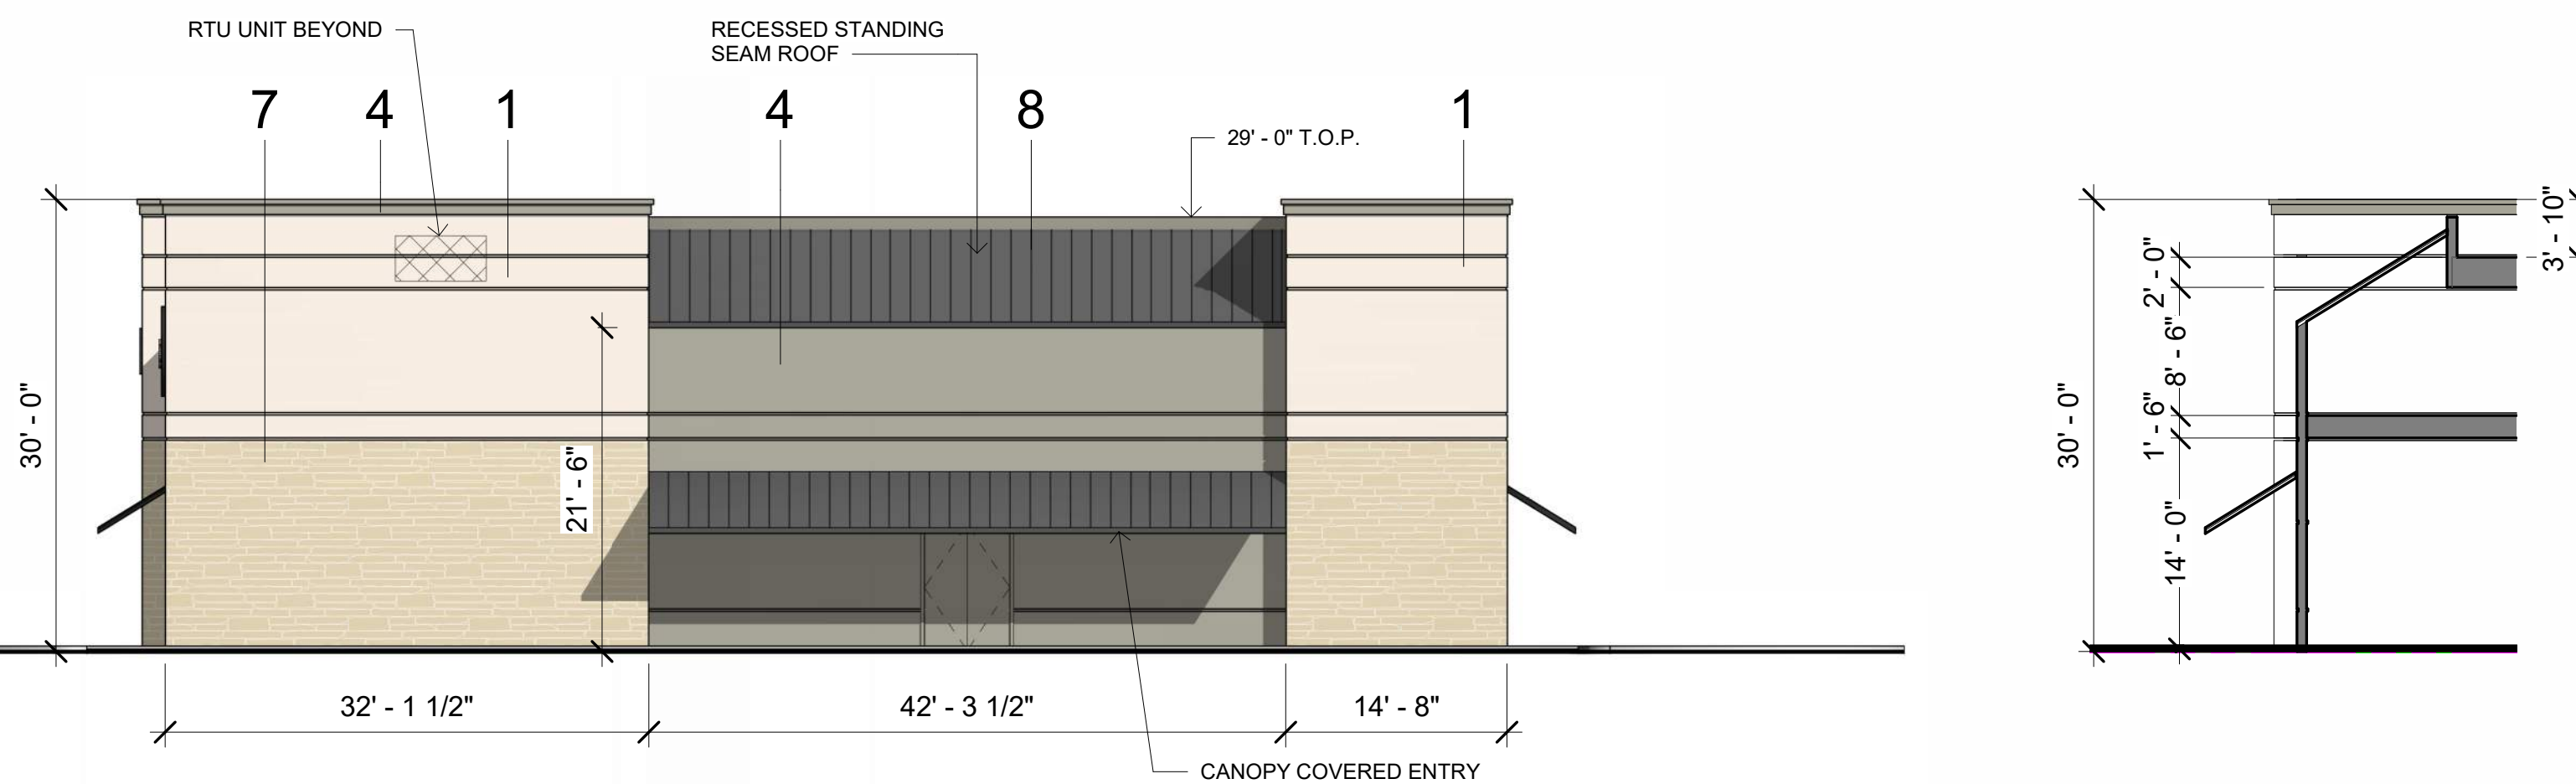 RTU UNIT BEYOND
RECESSED STANDING
SEAM ROOF
7
4
1
4
8
1
29' - 0" T.O.P.
30' - 0"
21' - 6"
32' - 1 1/2"
42' - 3 1/2"
14' - 8"
CANOPY COVERED ENTRY
30' - 0"
2' - 0"
8' - 6"
1' - 6"
14' - 0"
3' - 10"